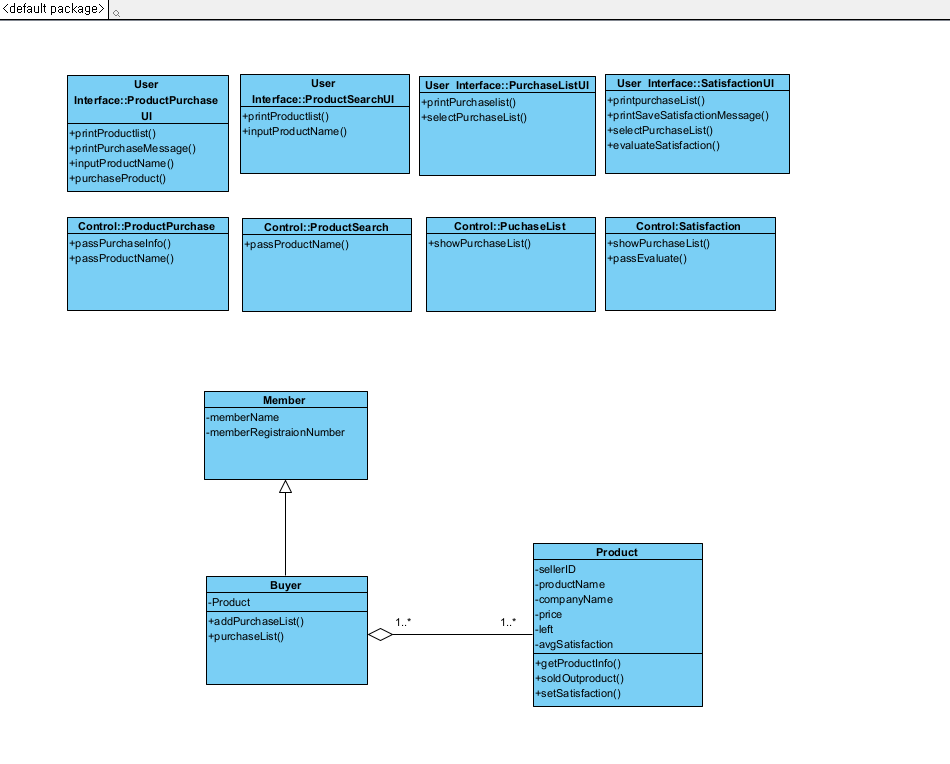 <default package>
User
Interface::ProductPurchase
UI
+printProductlist()
+printPurchaseMessage()
+inputProductName()
+purchaseProduct()
User
Interface::ProductSearchUI
+printProductlist()
+inputProductName()
User Interface::PurchaseListUI
+printPurchaselist()
+selectPurchaseList()
User Interface::SatisfactionUI
+printpurchaseList()
+printSaveSatisfactionMessage()
+selectPurchaseList()
+evaluateSatisfaction()
Control::ProductPurchase
+passPurchaseInfo()
+passProductName()
Control::ProductSearch
+passProductName()
Control::PuchaseList
+showPurchaseList()
Control:Satisfaction
+showPurchaseList()
+passEvaluate()
Member
-memberName
-memberRegistraionNumber
Buyer
-Product
+addPurchaseList()
+purchaseList()
1..*
1..*
Product
-sellerID
-productName
-companyName
-price
-left
-avgSatisfaction
+getProductInfo()
+soldOutproduct()
+setSatisfaction()